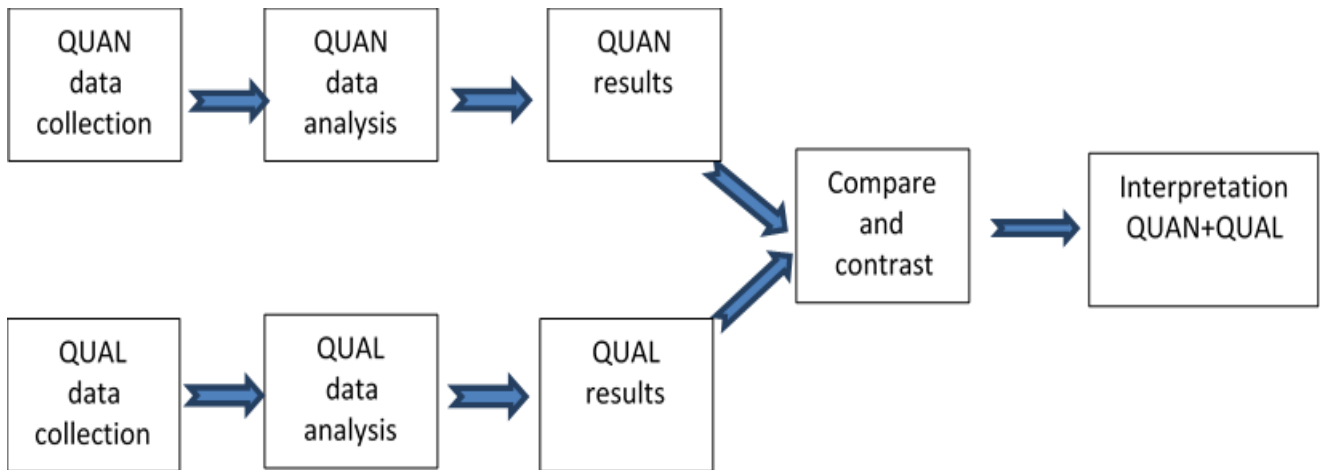 QUAN
data
collection
QUAN
data
analysis
QUAN
results
Compare
and
contrast
Interpretation
QUAN+QUAL
QUAL
data
collection
QUAL
data
analysis
QUAL
results